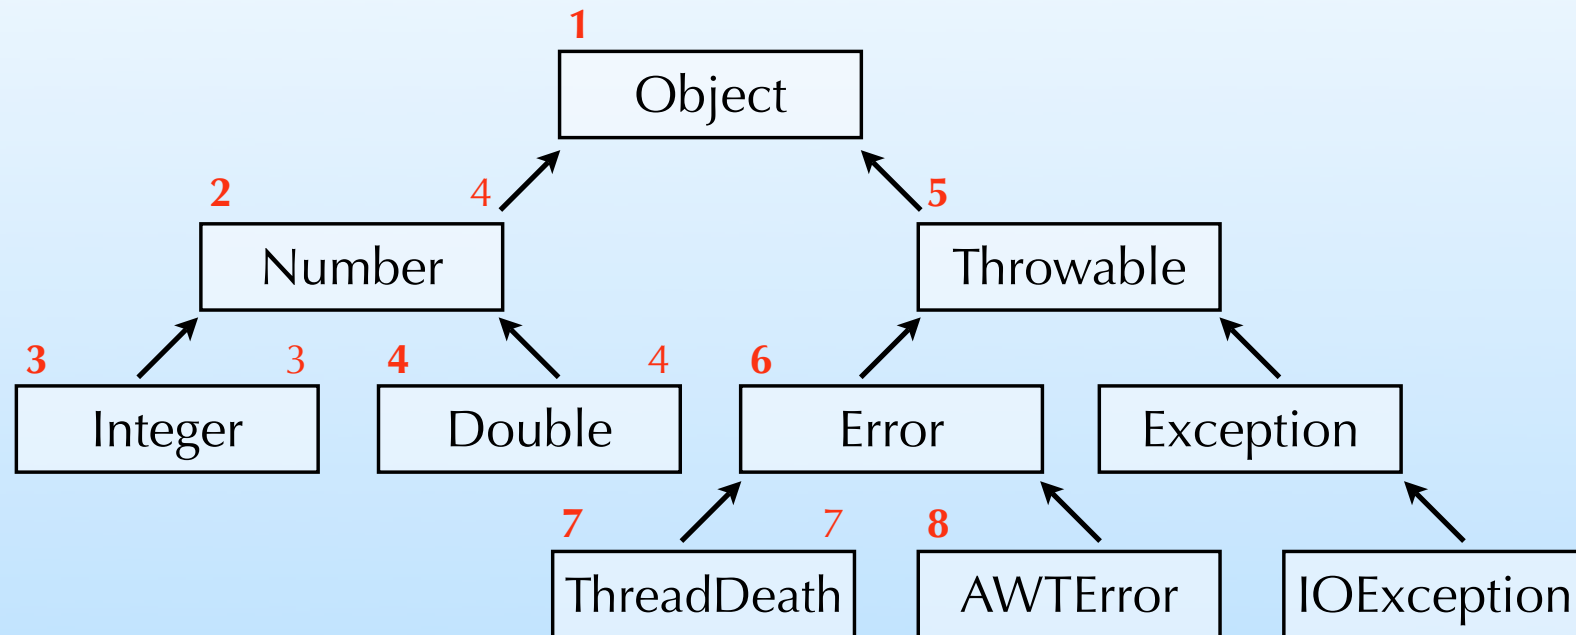 1
Object
2 4 5
Number Throwable
3 3 4 4 6
Integer Double Error Exception
7 7 8
ThreadDeath AWTError IOException